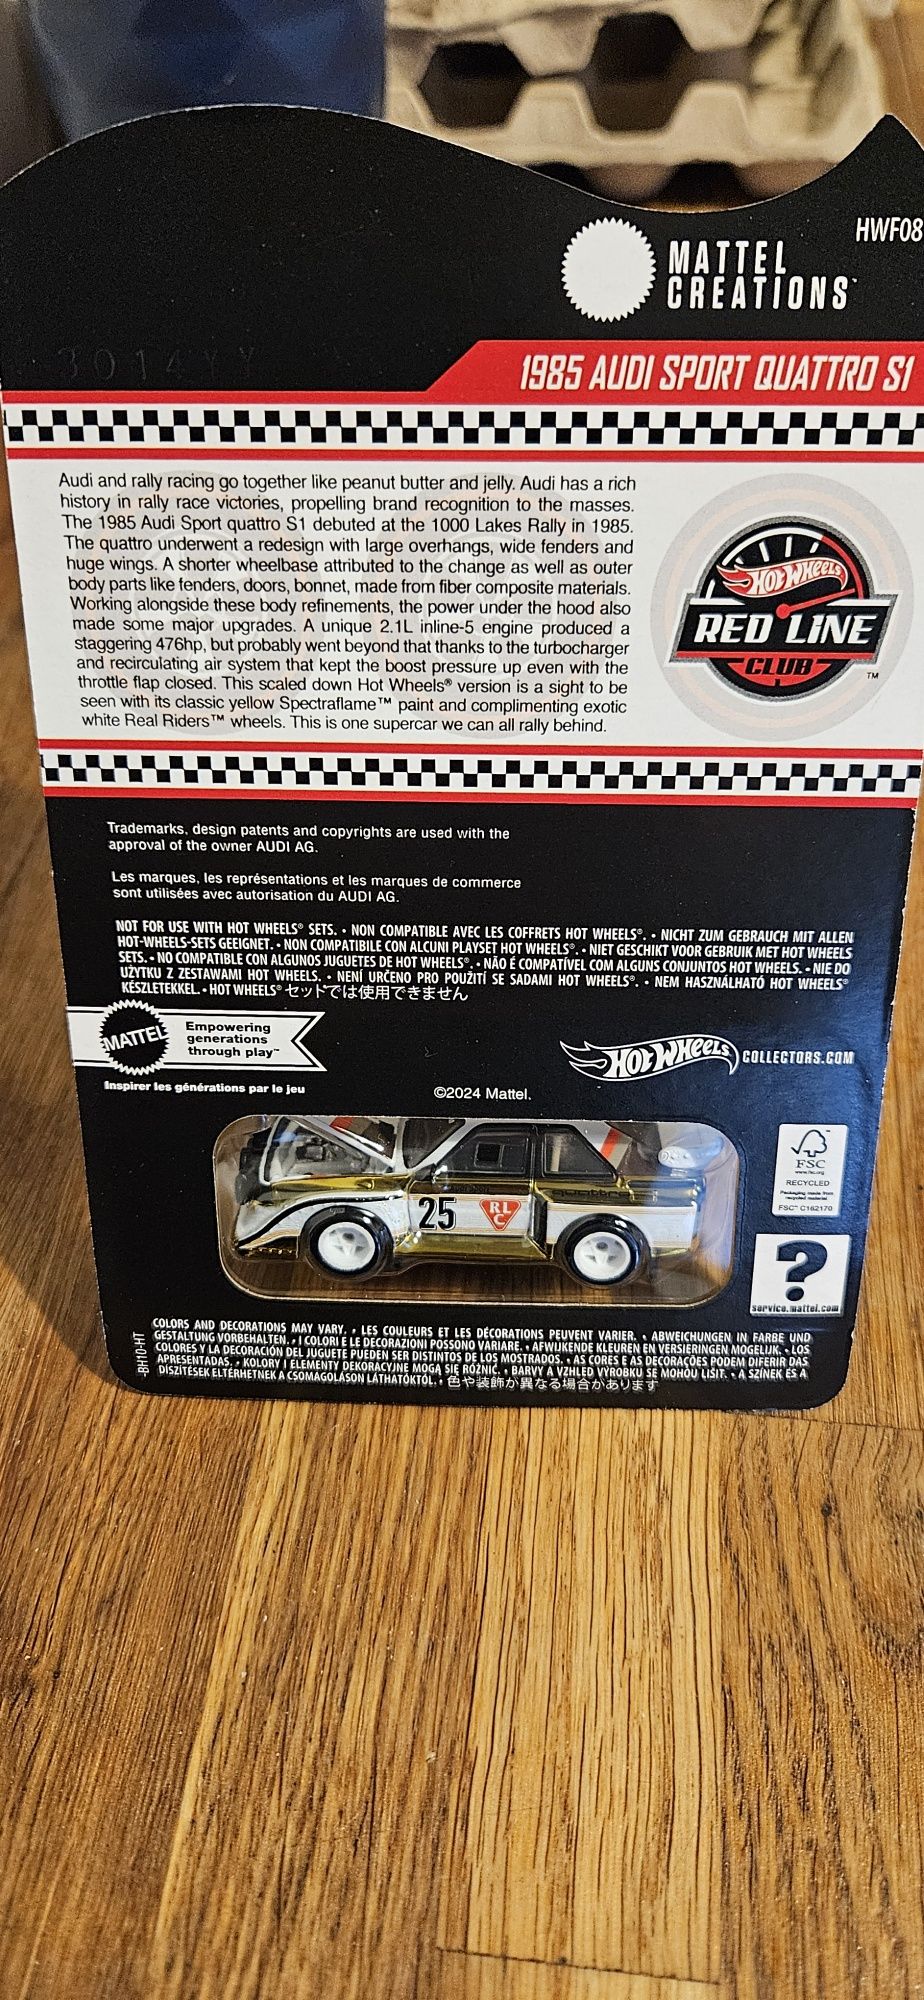 HWF08
MATTEL
CREATIONS™
3014YY
1985 AUDI SPORT QUATTRO S1
Audi and rally racing go together like peanut butter and jelly. Audi has a rich
history in rally race victories, propelling brand recognition to the masses.
The 1985 Audi Sport quattro S1 debuted at the 1000 Lakes Rally in 1985.
The quattro underwent a redesign with large overhangs, wide fenders and
huge wings. A shorter wheelbase attributed to the change as well as outer
body parts like fenders, doors, bonnet, made from fiber composite materials.
Working alongside these body refinements, the power under the hood also
made some major upgrades. A unique 2.1L inline-5 engine produced a
staggering 476hp, but probably went beyond that thanks to the turbocharger
and recirculating air system that kept the boost pressure up even with the
throttle flap closed. This scaled down Hot Wheels® version is a sight to be
seen with its classic yellow Spectraflame™ paint and complimenting exotic
white Real Riders™ wheels. This is one supercar we can all rally behind.
HOT WHEELS
RED LINE
CLUB
™
Trademarks, design patents and copyrights are used with the
approval of the owner AUDI AG.
Les marques, les représentations et les marques de commerce
sont utilisées avec autorisation du AUDI AG.
NOT FOR USE WITH HOT WHEELS® SETS. • NON COMPATIBLE AVEC LES COFFRETS HOT WHEELS®. • NICHT ZUM GEBRAUCH MIT ALLEN
HOT-WHEELS-SETS GEEIGNET. • NON COMPATIBILE CON ALCUNI PLAYSET HOT WHEELS®. • NIET GESCHIKT VOOR GEBRUIK MET HOT WHEELS
SETS. • NO COMPATIBLE CON ALGUNOS JUGUETES DE HOT WHEELS®. • NÃO É COMPATÍVEL COM ALGUNS CONJUNTOS HOT WHEELS. • NIE DO
UŻYTKU Z ZESTAWAMI HOT WHEELS. • NENÍ URČENO PRO POUŽITÍ SE SADAMI HOT WHEELS®. • NEM HASZNÁLHATÓ HOT WHEELS®
KÉSZLETEKKEL. • HOT WHEELS® セットでは使用できません
MATTEL
Empowering
generations
through play™
Inspirer les générations par le jeu
HOT WHEELS COLLECTORS.COM
©2024 Mattel.
25
RL
C
quattro
FSC
www.fsc.org
RECYCLED
Packaging made from
recycled material
FSC™ C162170
?
service.mattel.com
BH10-HT
COLORS AND DECORATIONS MAY VARY. • LES COULEURS ET LES DÉCORATIONS PEUVENT VARIER. • ABWEICHUNGEN IN FARBE UND
GESTALTUNG VORBEHALTEN. • I COLORI E LE DECORAZIONI POSSONO VARIARE. • AFWIJKENDE KLEUREN EN VERSIERINGEN MOGELIJK. • LOS
COLORES Y LA DECORACIÓN DEL JUGUETE PUEDEN SER DISTINTOS DE LOS MOSTRADOS. • AS CORES E AS DECORAÇÕES PODEM DIFERIR DAS
APRESENTADAS. • KOLORY I ELEMENTY DEKORACYJNE MOGĄ SIĘ RÓŻNIĆ. • BARVY A VZHLED VÝROBKU SE MOHOU LIŠIT. • A SZÍNEK ÉS A
DÍSZÍTÉSEK ELTÉRHETNEK A CSOMAGOLÁSON LÁTHATÓKTÓL. • 色や装飾が異なる場合があります